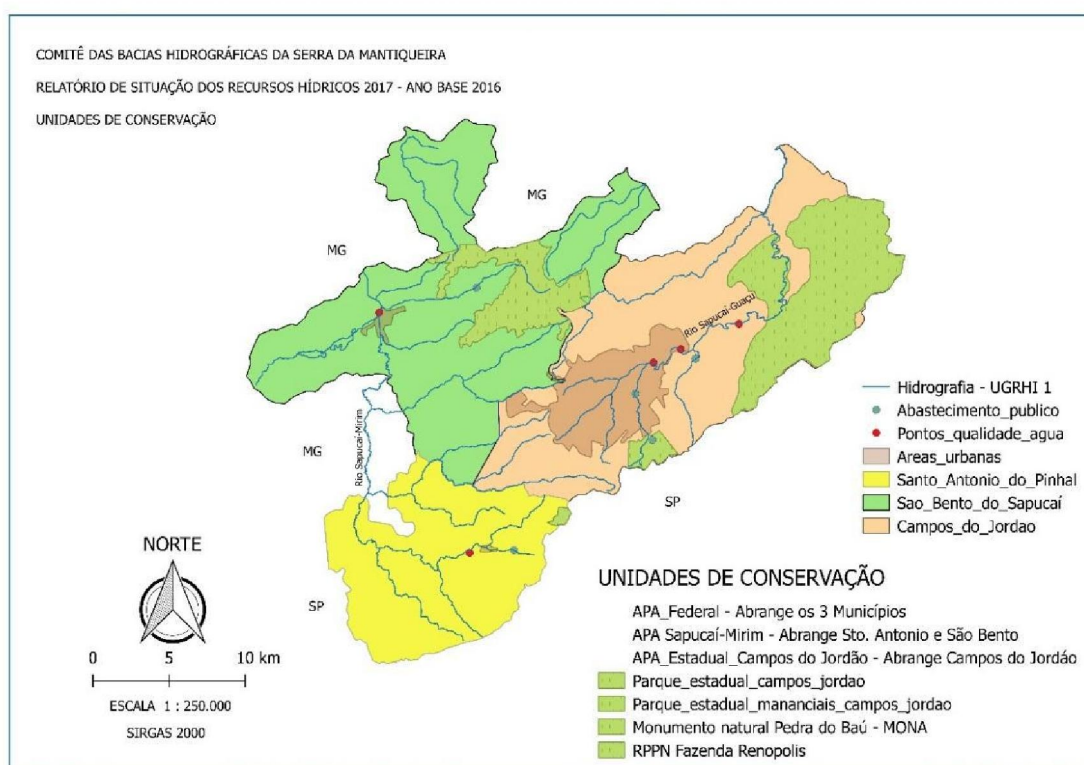 COMITÊ DAS BACIAS HIDROGRÁFICAS DA SERRA DA MANTIQUEIRA
RELATÓRIO DE SITUAÇÃO DOS RECURSOS HÍDRICOS 2017 - ANO BASE 2016
UNIDADES DE CONSERVAÇÃO
MG
MG
Rio Sapucaí-Guaçu
Rio Sapucaí-Mirim
MG
SP
SP
Hidrografia - UGRHI 1
Abastecimento_publico
Pontos_qualidade_agua
Areas_urbanas
Santo_Antonio_do_Pinhal
Sao_Bento_do_Sapucaí
Campos_do_Jordao
NORTE
0 5 10 km
ESCALA 1 : 250.000
SIRGAS 2000
UNIDADES DE CONSERVAÇÃO
APA_Federal - Abrange os 3 Municípios
APA Sapucaí-Mirim - Abrange Sto. Antonio e São Bento
APA_Estadual_Campos do Jordão - Abrange Campos do Jordáo
Parque_estadual_campos_jordao
Parque_estadual_mananciais_campos_jordao
Monumento natural Pedra do Baú - MONA
RPPN Fazenda Renopolis